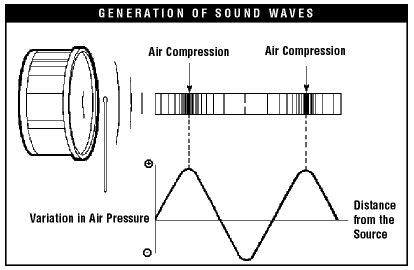 GENERATION OF SOUND WAVES
Air Compression Air Compression
+
Variation in Air Pressure
Distance
from the
Source
-